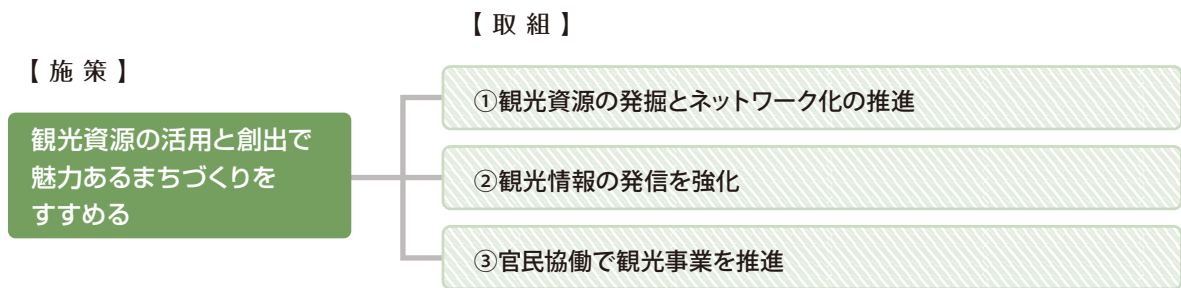 【取組】
【施策】
観光資源の活用と創出で
魅力あるまちづくりを
すすめる
①観光資源の発掘とネットワーク化の推進
②観光情報の発信を強化
③官民協働で観光事業を推進